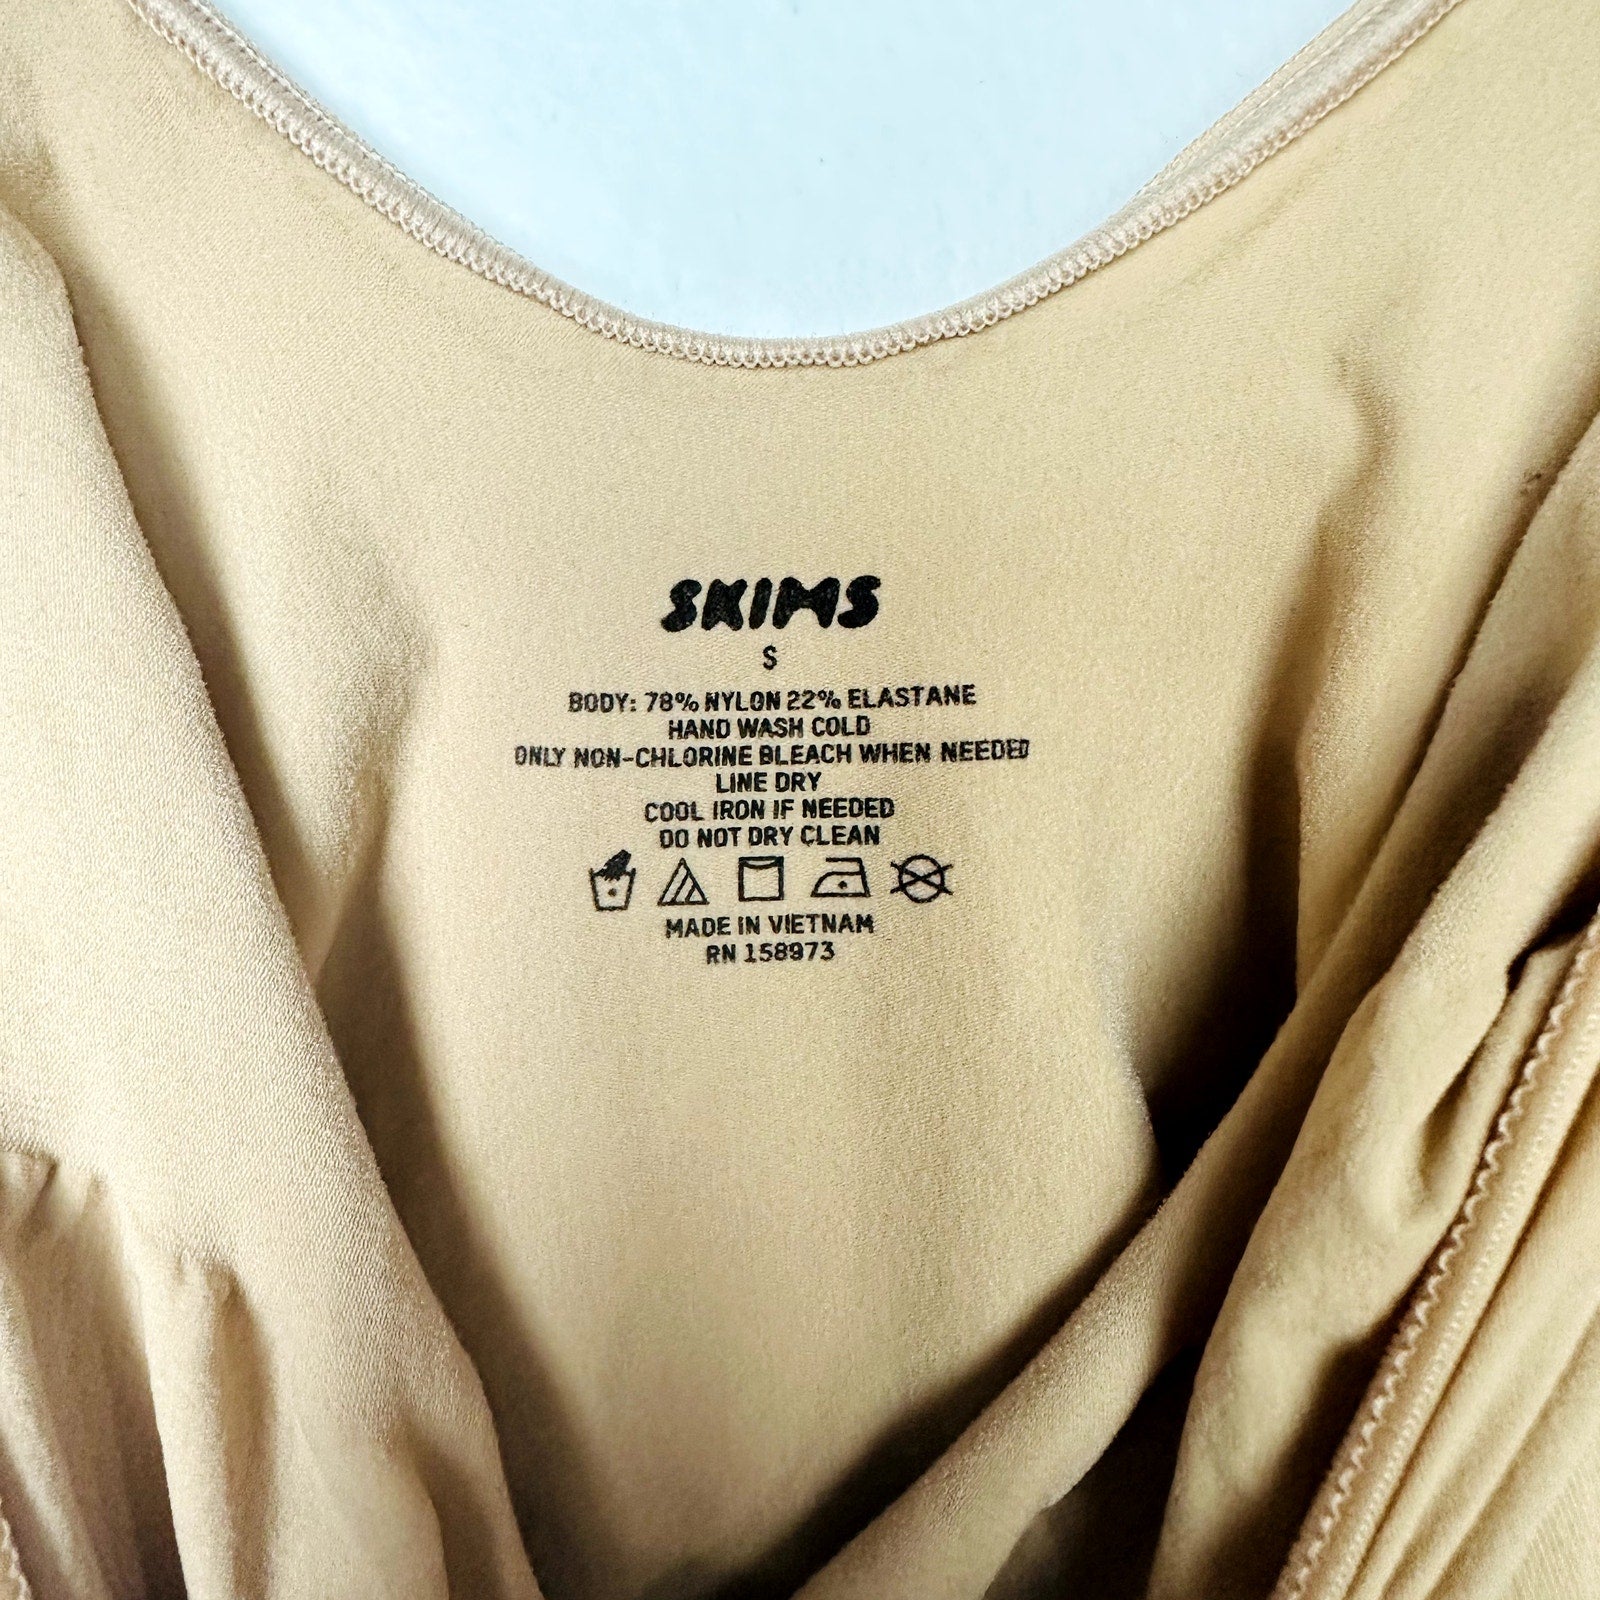 SKIMS
S
BODY: 78% NYLON 22% ELASTANE
HAND WASH COLD
ONLY NON-CHLORINE BLEACH WHEN NEEDED
LINE DRY
COOL IRON IF NEEDED
DO NOT DRY CLEAN
MADE IN VIETNAM
RN 158973